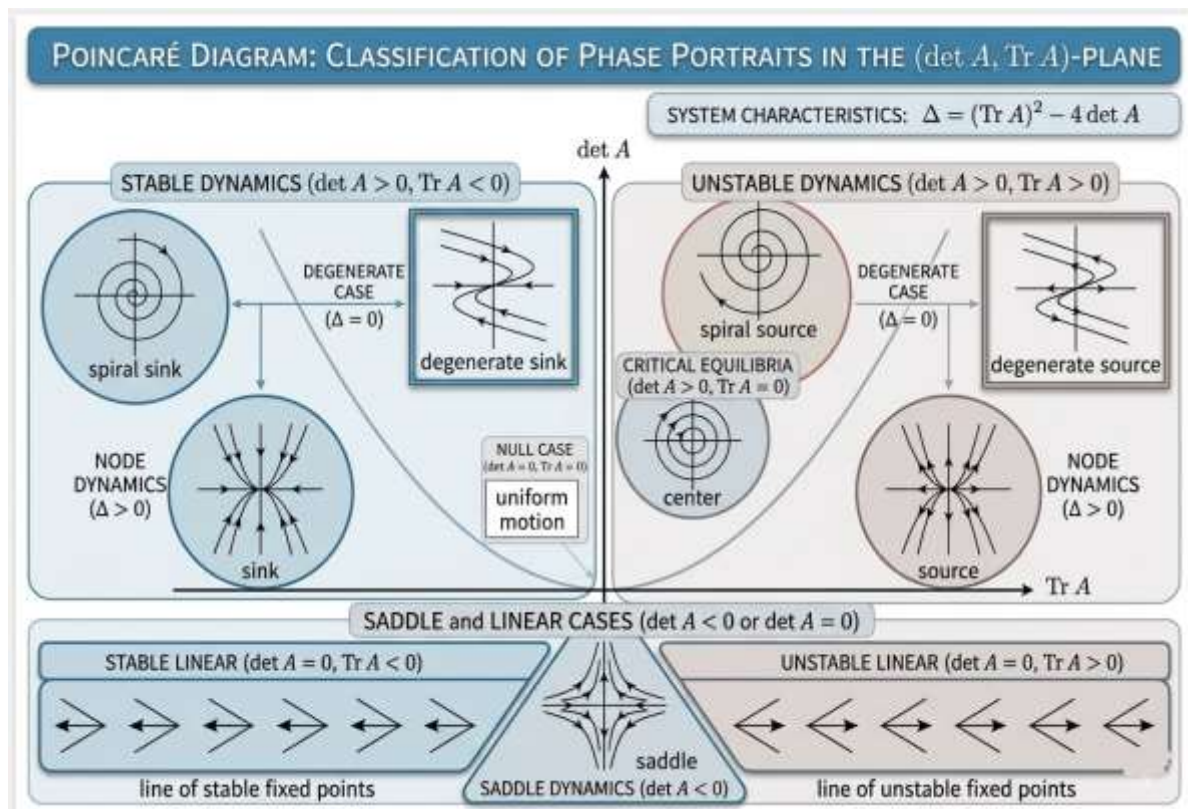 POINCARÉ DIAGRAM: CLASSIFICATION OF PHASE PORTRAITS IN THE (det A, Tr A)-PLANE
SYSTEM CHARACTERISTICS: Δ = (Tr A)² − 4 det A
det A
STABLE DYNAMICS (det A > 0, Tr A < 0)
spiral sink
DEGENERATE
CASE
(Δ = 0)
degenerate sink
NODE
DYNAMICS
(Δ > 0)
sink
NULL CASE
(det A = 0, Tr A = 0)
uniform
motion
UNSTABLE DYNAMICS (det A > 0, Tr A > 0)
spiral source
DEGENERATE
CASE
(Δ = 0)
degenerate source
CRITICAL EQUILIBRIA
(det A > 0, Tr A = 0)
center
NODE
DYNAMICS
(Δ > 0)
source
Tr A
SADDLE and LINEAR CASES (det A < 0 or det A = 0)
STABLE LINEAR (det A = 0, Tr A < 0)
line of stable fixed points
saddle
SADDLE DYNAMICS (det A < 0)
UNSTABLE LINEAR (det A = 0, Tr A > 0)
line of unstable fixed points